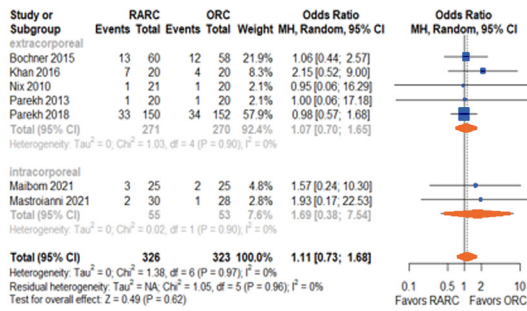 Study or RARC ORC Odds Ratio Odds Ratio
Subgroup Events Total Events Total Weight MH, Random, 95% CI MH, Random, 95% CI
extracorporeal
Bochner 2015 13 60 12 58 21.9% 1.06 [0.44; 2.57]
Khan 2016 7 20 4 20 8.3% 2.15 [0.52; 9.00]
Nix 2010 1 21 1 20 2.2% 0.95 [0.06; 16.29]
Parekh 2013 1 20 1 20 2.1% 1.00 [0.06; 17.18]
Parekh 2018 33 150 34 152 57.9% 0.98 [0.57; 1.68]
Total (95% CI) 271 270 92.4% 1.07 [0.70; 1.65]
Heterogeneity: Tau² = 0; Chi² = 1.03, df = 4 (P = 0.90); I² = 0%
intracorporeal
Maibom 2021 3 25 2 25 4.8% 1.57 [0.24; 10.30]
Mastroianni 2021 2 30 1 28 2.8% 1.93 [0.17; 22.53]
Total (95% CI) 55 53 7.6% 1.69 [0.38; 7.54]
Heterogeneity: Tau² = 0; Chi² = 0.02, df = 1 (P = 0.90); I² = 0%
Total (95% CI) 326 323 100.0% 1.11 [0.73; 1.68]
Heterogeneity: Tau² = 0; Chi² = 1.38, df = 6 (P = 0.97); I² = 0%
Residual heterogeneity: Tau² = NA; Chi² = 1.05, df = 5 (P = 0.96); I² = 0%
Test for overall effect: Z = 0.49 (P = 0.62)
0.1 0.5 1 2 10
Favors RARC Favors ORC